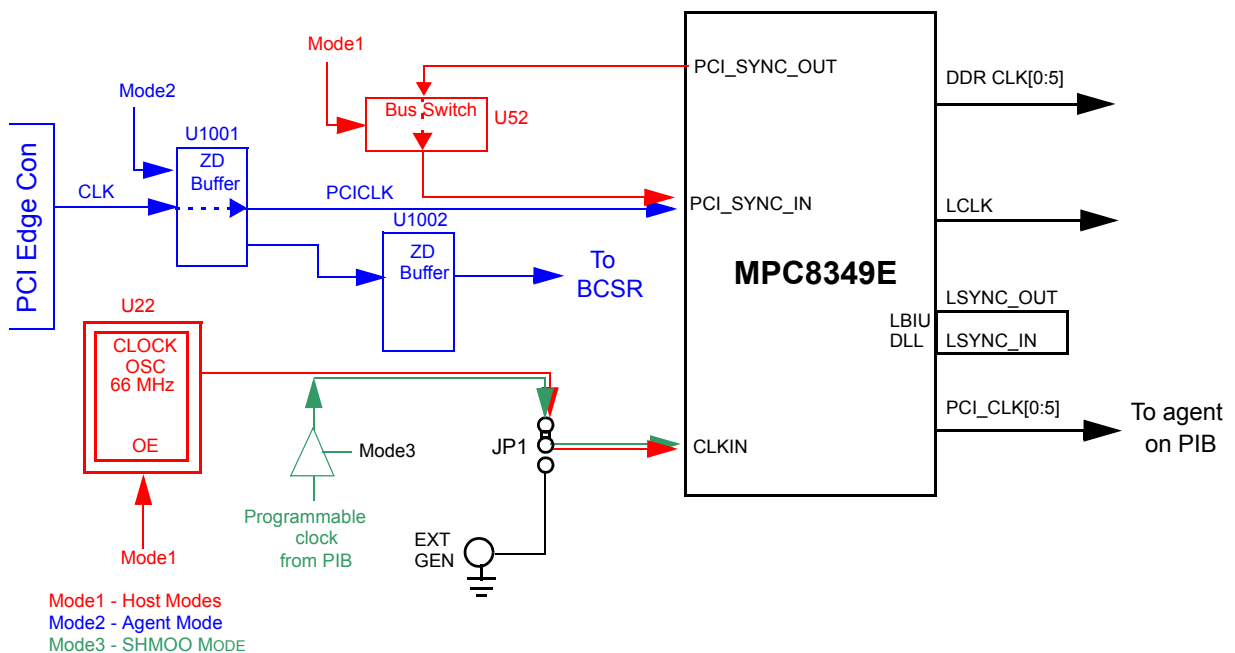 Mode1
PCI_SYNC_OUT
DDR CLK[0:5]
Mode2
Bus Switch
U52
U1001
ZD
Buffer
PCI Edge Con
CLK
PCICLK
PCI_SYNC_IN
LCLK
U1002
ZD
Buffer
To
BCSR
MPC8349E
U22
LSYNC_OUT
LBIU
DLL
LSYNC_IN
CLOCK
OSC
66 MHz
OE
PCI_CLK[0:5]
To agent
on PIB
JP1
CLKIN
Mode3
Programmable
clock
from PIB
EXT
GEN
Mode1
Mode1 - Host Modes
Mode2 - Agent Mode
Mode3 - SHMOO MODE